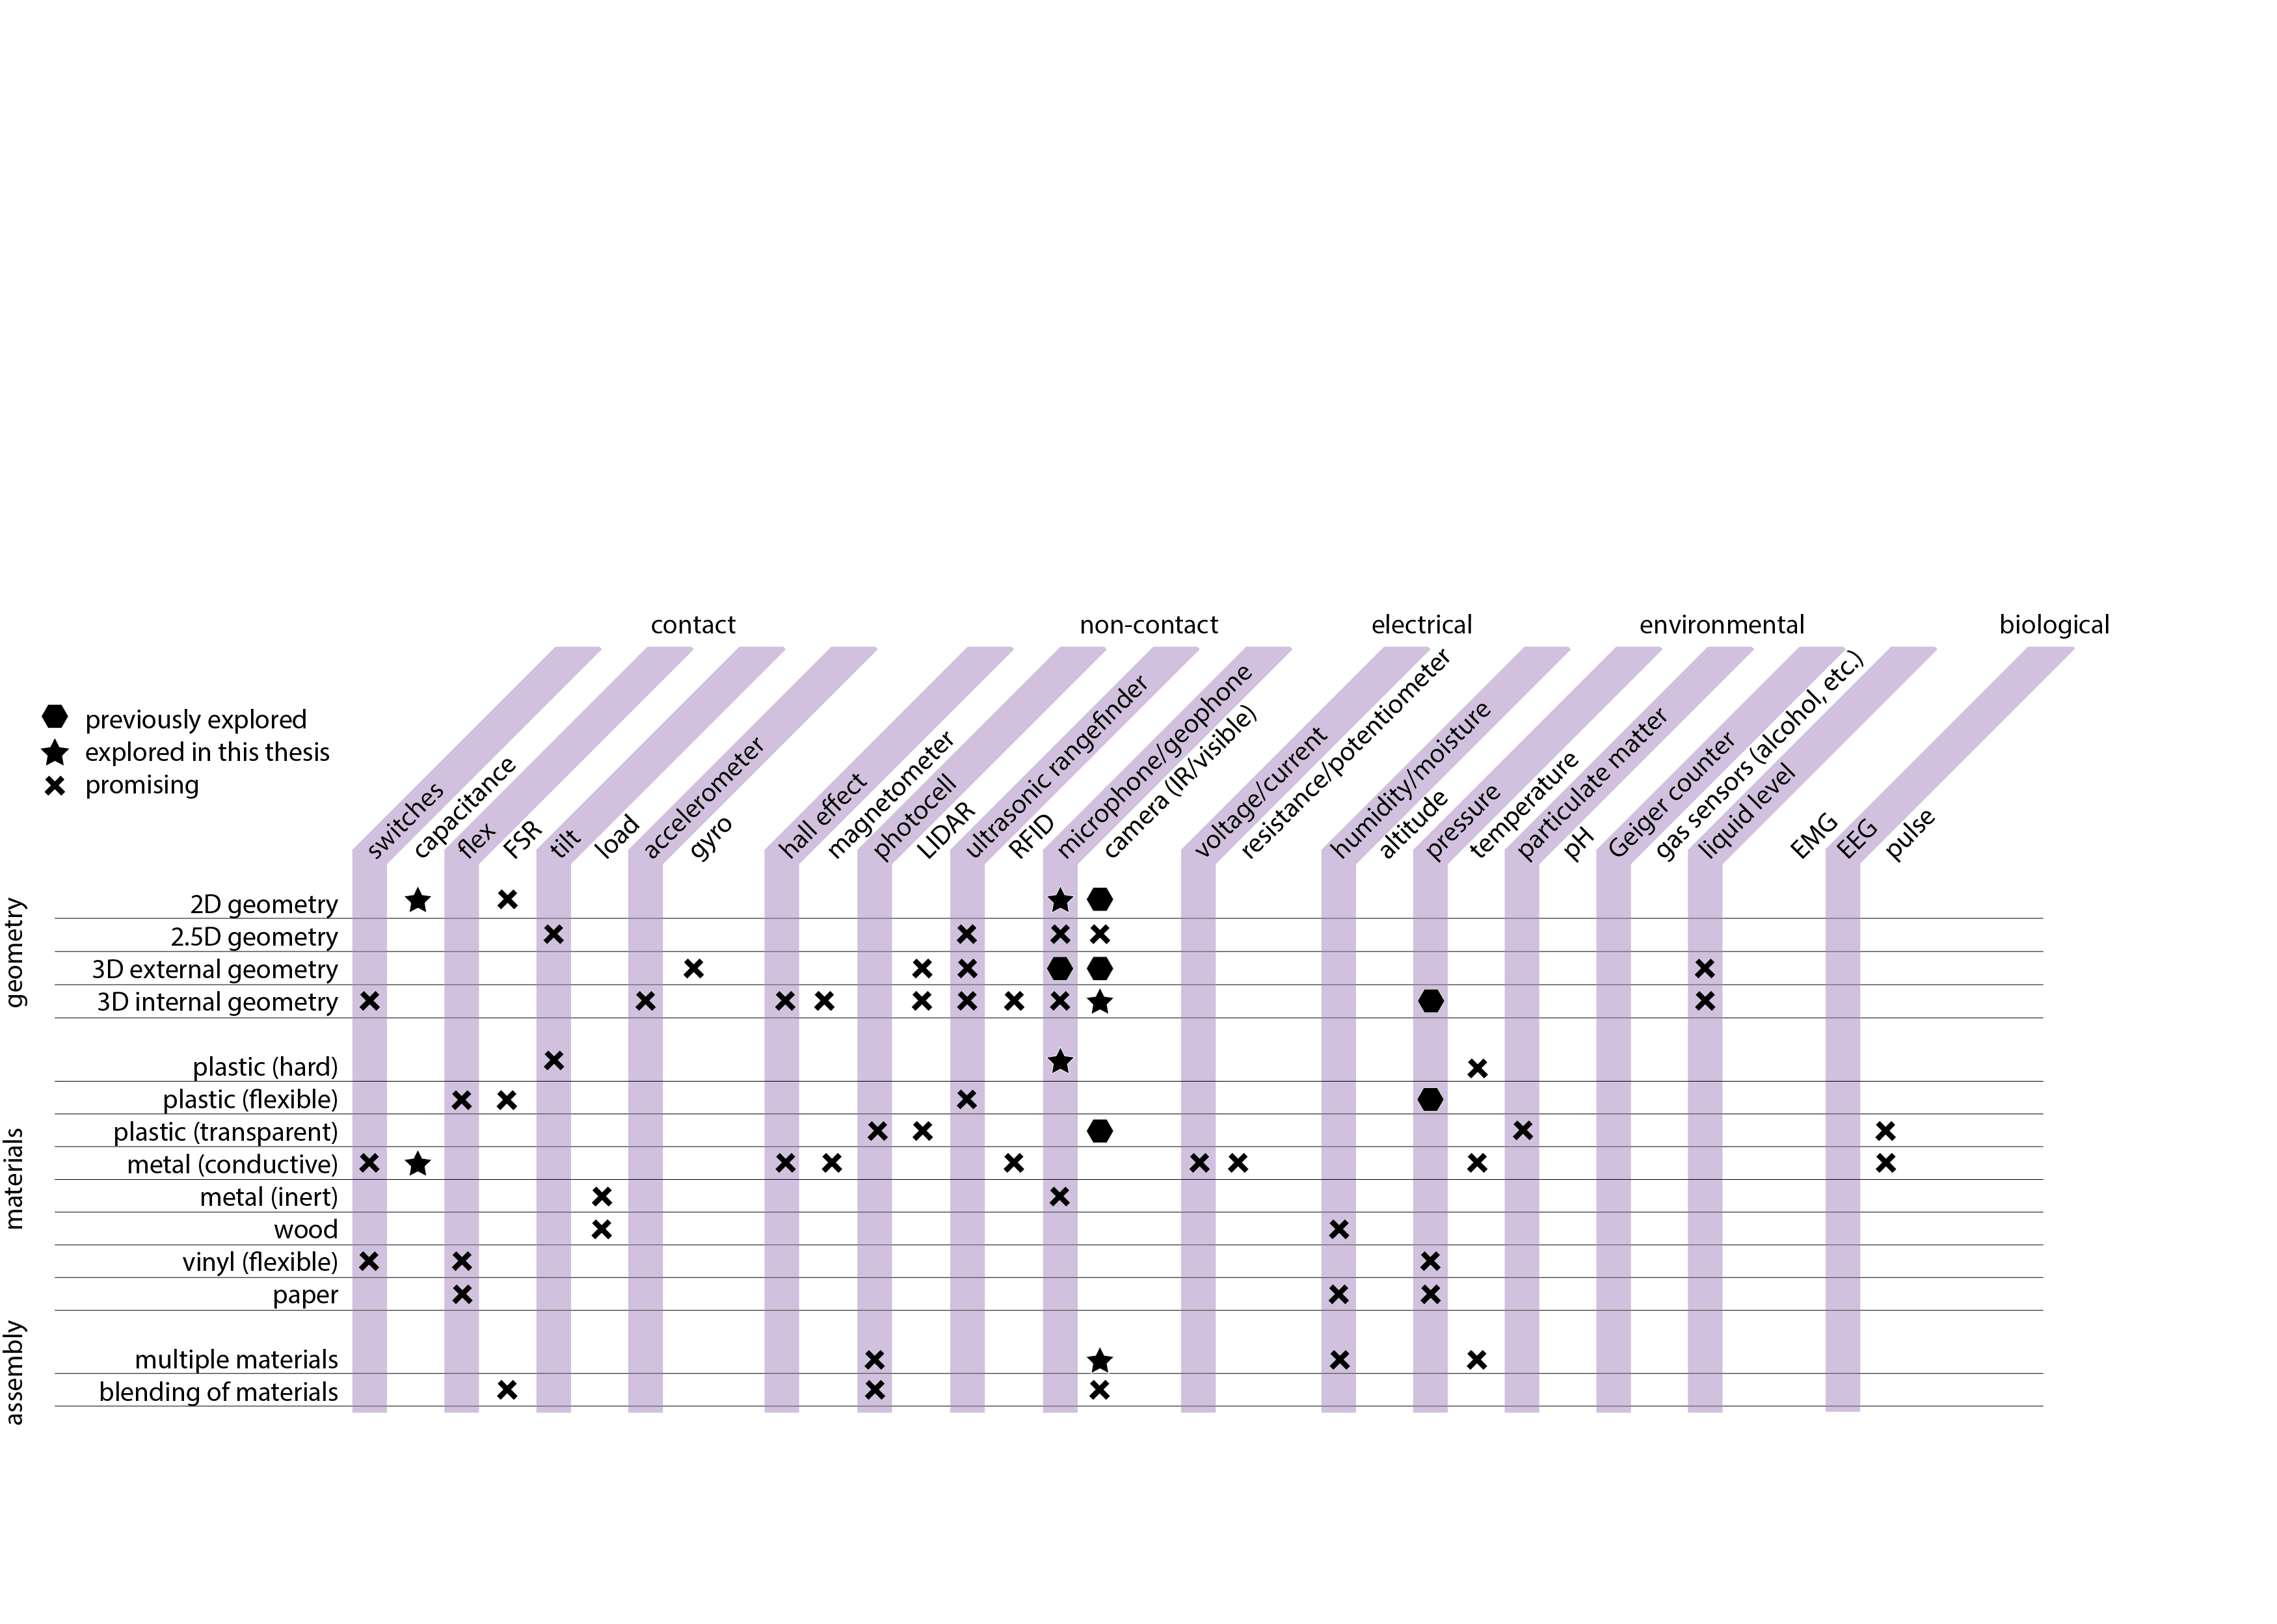 contact
non-contact
electrical
environmental
biological
previously explored
explored in this thesis
promising
switches
capacitance
flex
FSR
tilt
load
accelerometer
gyro
hall effect
magnetometer
photocell
LIDAR
ultrasonic rangefinder
RFID
microphone/geophone
camera (IR/visible)
voltage/current
resistance/potentiometer
humidity/moisture
altitude
pressure
temperature
particulate matter
pH
Geiger counter
gas sensors (alcohol, etc.)
liquid level
EMG
EEG
pulse
geometry
2D geometry
2.5D geometry
3D external geometry
3D internal geometry
materials
plastic (hard)
plastic (flexible)
plastic (transparent)
metal (conductive)
metal (inert)
wood
vinyl (flexible)
paper
assembly
multiple materials
blending of materials